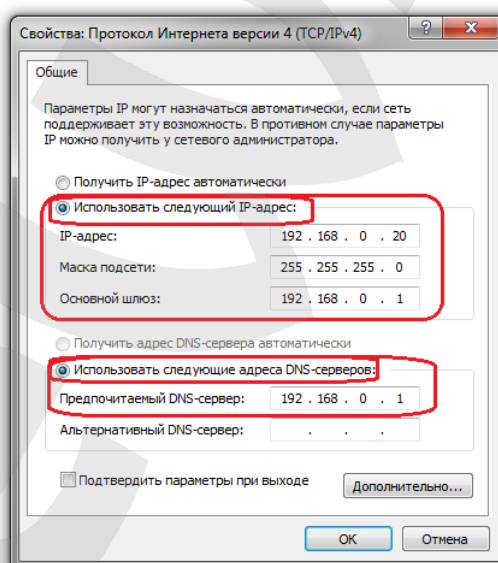 Свойства: Протокол Интернета версии 4 (TCP/IPv4)
Общие
Параметры IP могут назначаться автоматически, если сеть
поддерживает эту возможность. В противном случае параметры
IP можно получить у сетевого администратора.
Получить IP-адрес автоматически
Использовать следующий IP-адрес:
IP-адрес: 192 . 168 . 0 . 20
Маска подсети: 255 . 255 . 255 . 0
Основной шлюз: 192 . 168 . 0 . 1
Получить адрес DNS-сервера автоматически
Использовать следующие адреса DNS-серверов:
Предпочитаемый DNS-сервер: 192 . 168 . 0 . 1
Альтернативный DNS-сервер: . . .
Подтвердить параметры при выходе
Дополнительно...
ОК Отмена